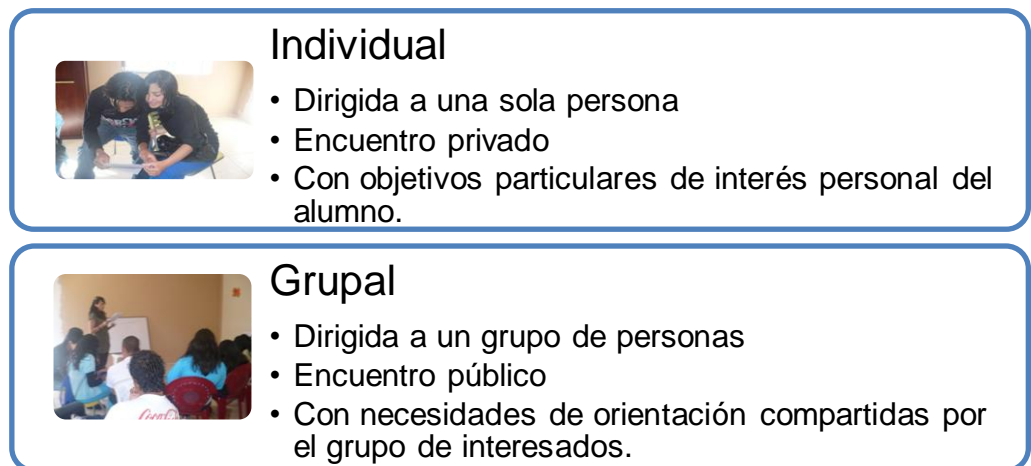 Individual
• Dirigida a una sola persona
• Encuentro privado
• Con objetivos particulares de interés personal del
alumno.
Grupal
• Dirigida a un grupo de personas
• Encuentro público
• Con necesidades de orientación compartidas por
el grupo de interesados.